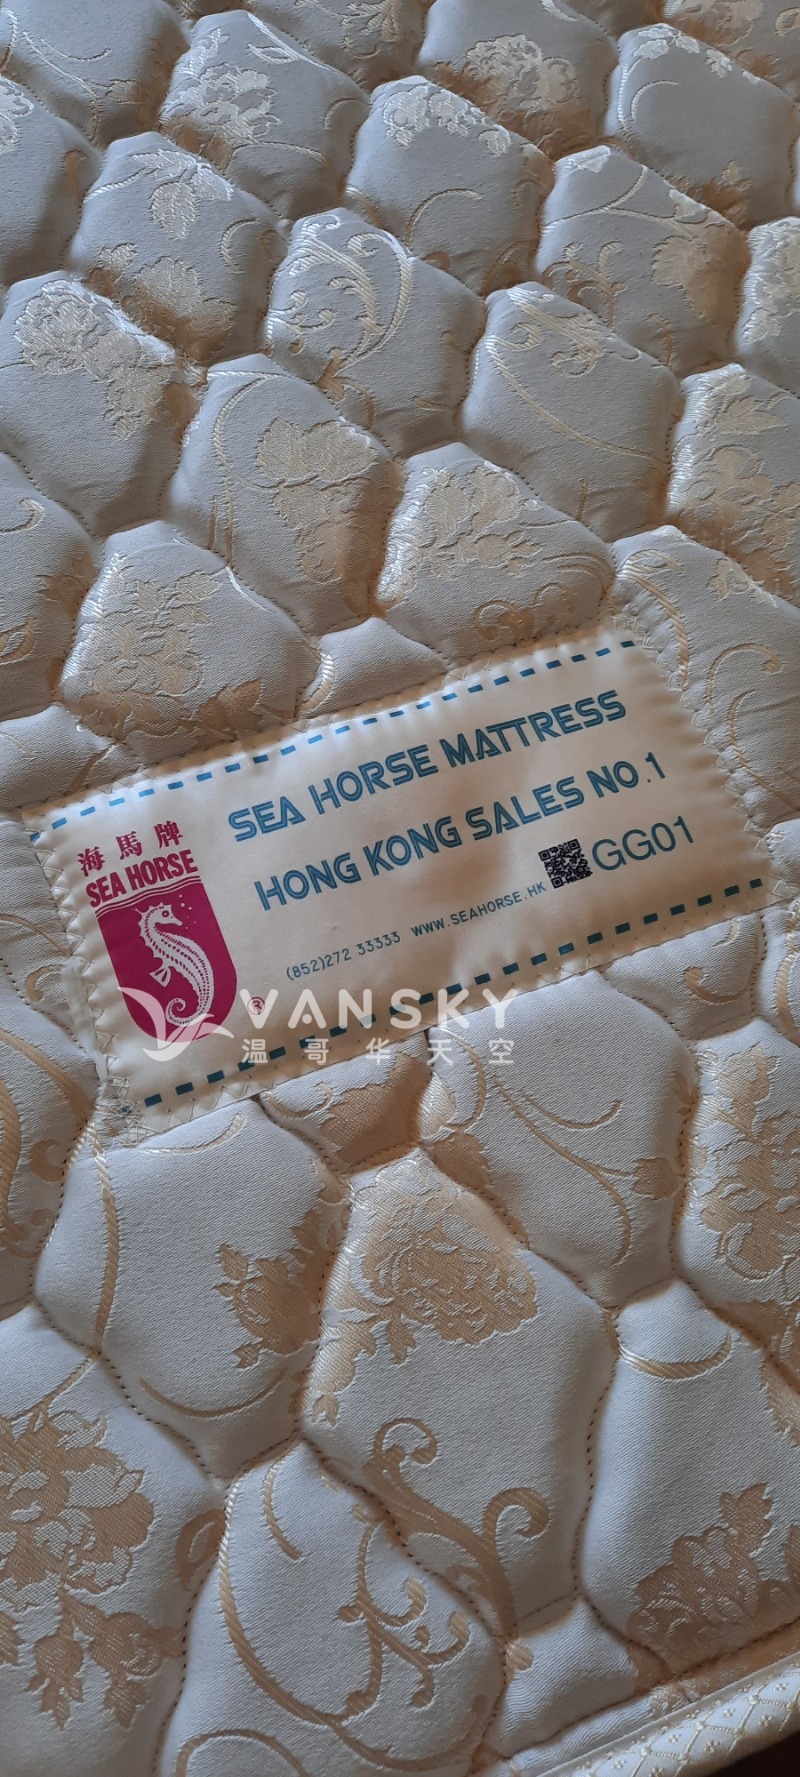 SEA HORSE MATTRESS
HONG KONG SALES NO.1
海馬牌
SEA HORSE
(852)272 33333 WWW.SEAHORSE.HK GG01
®
VANSKY
温哥华天空